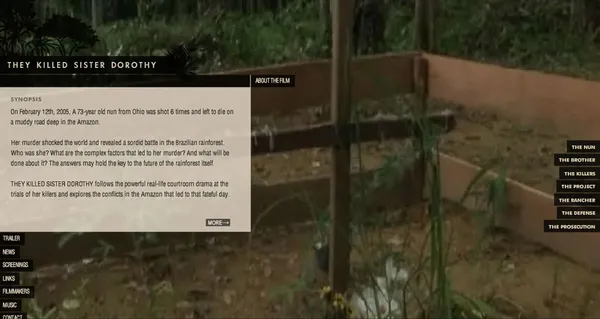 THEY KILLED SISTER DOROTHY
ABOUT THE FILM
SYNOPSIS
On February 12th, 2005, A 73-year old nun from Ohio was shot 6 times and left to die on
a muddy road deep in the Amazon.
Her murder shocked the world and revealed a sordid battle in the Brazilian rainforest.
Who was she? What are the complex factors that led to her murder? And what will be
done about it? The answers may hold the key to the future of the rainforest itself.
THEY KILLED SISTER DOROTHY follows the powerful real-life courtroom drama at the
trials of her killers and explores the conflicts in the Amazon that led to that fateful day.
MORE→
THE NUN
THE BROTHER
THE KILLERS
THE PROJECT
THE RANCHER
THE DEFENSE
THE PROSECUTION
TRAILER
NEWS
SCREENINGS
LINKS
FILMMAKERS
MUSIC
CONTACT